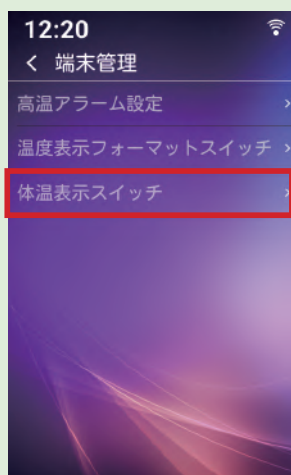 12:20
く 端末管理
高温アラーム設定 >
温度表示フォーマットスイッチ >
体温表示スイッチ >